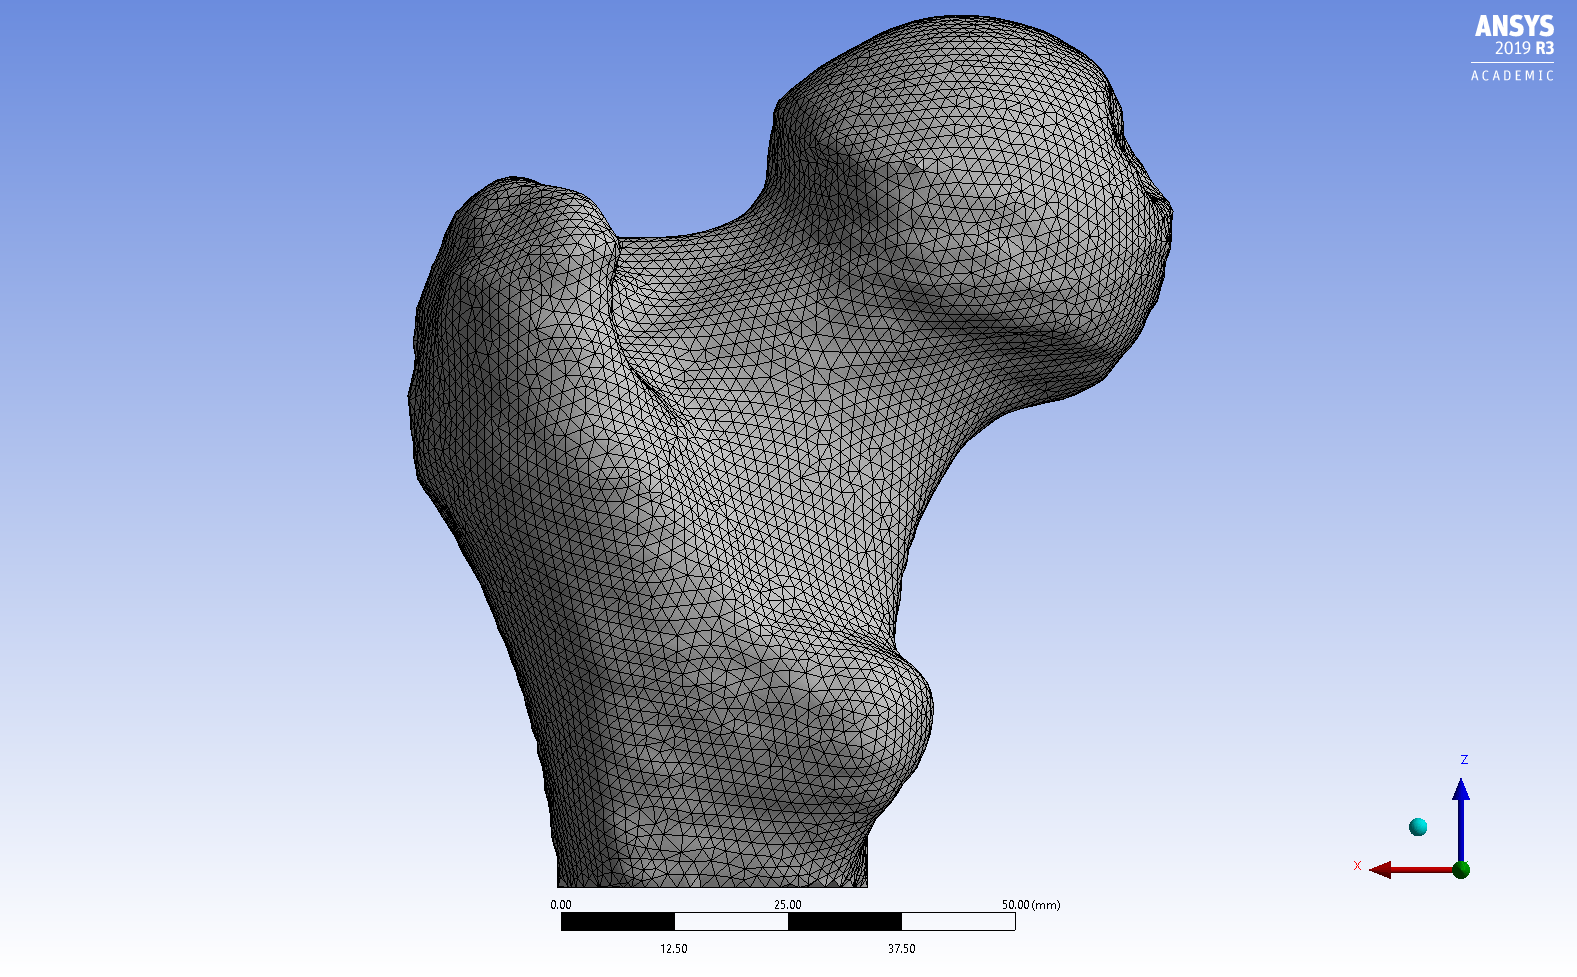 ANSYS
2019 R3
ACADEMIC
Z
X
0.00 25.00 50.00 (mm)
12.50 37.50